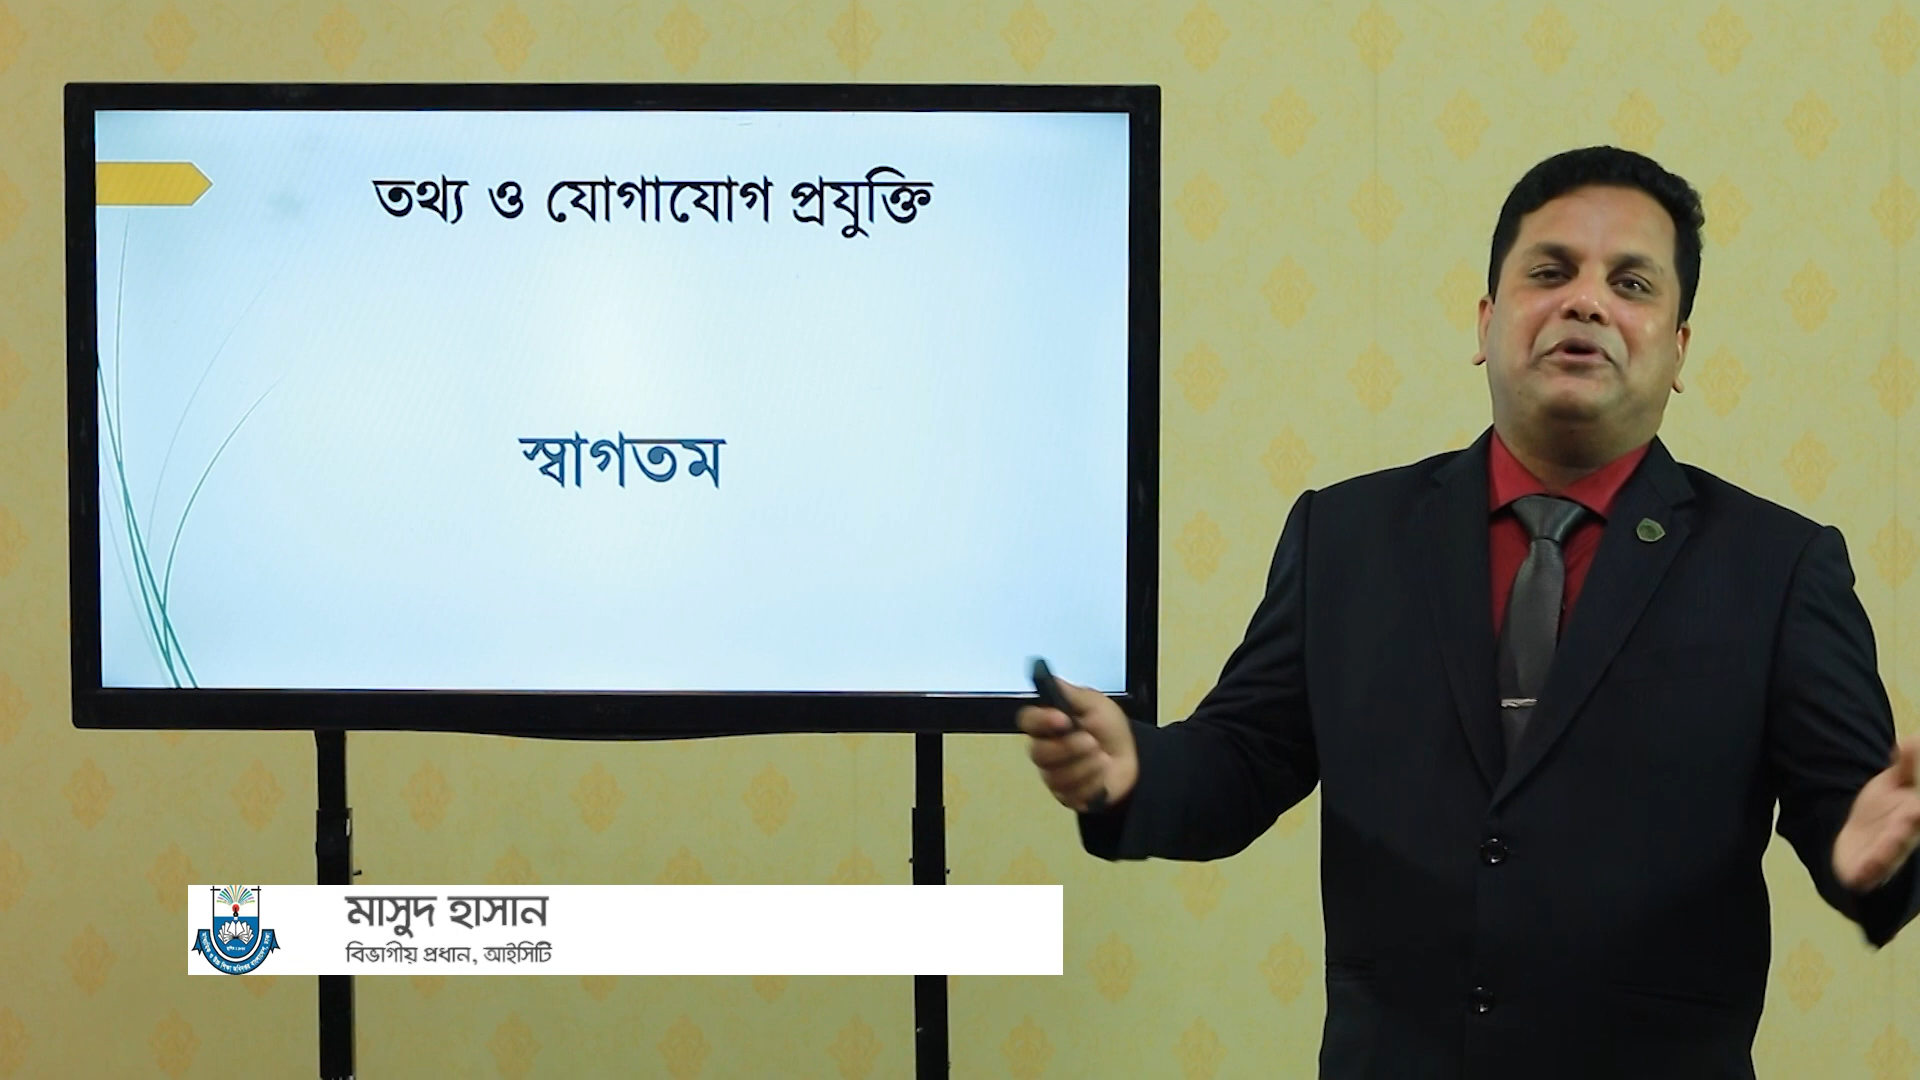 তথ্য ও যোগাযোগ প্রযুক্তি
স্বাগতম
মাসুদ হাসান
বিভাগীয় প্রধান, আইসিটি